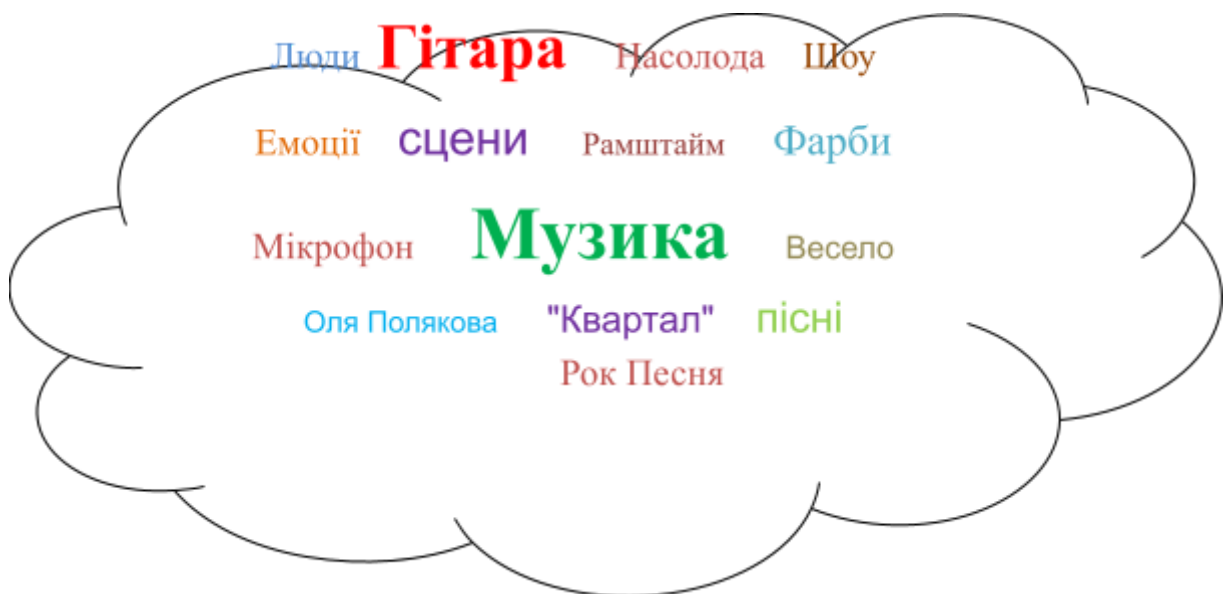 Люди Гітара Насолода Шоу
Емоції сцени Рамштайм Фарби
Мікрофон Музика Весело
Оля Полякова "Квартал" пісні
Рок Песня